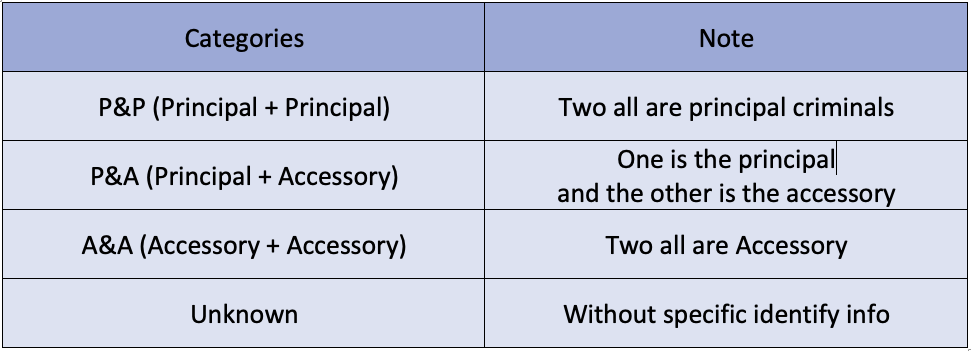 Categories
Note
P&P (Principal + Principal)
Two all are principal criminals
P&A (Principal + Accessory)
One is the principal
and the other is the accessory
A&A (Accessory + Accessory)
Two all are Accessory
Unknown
Without specific identify info